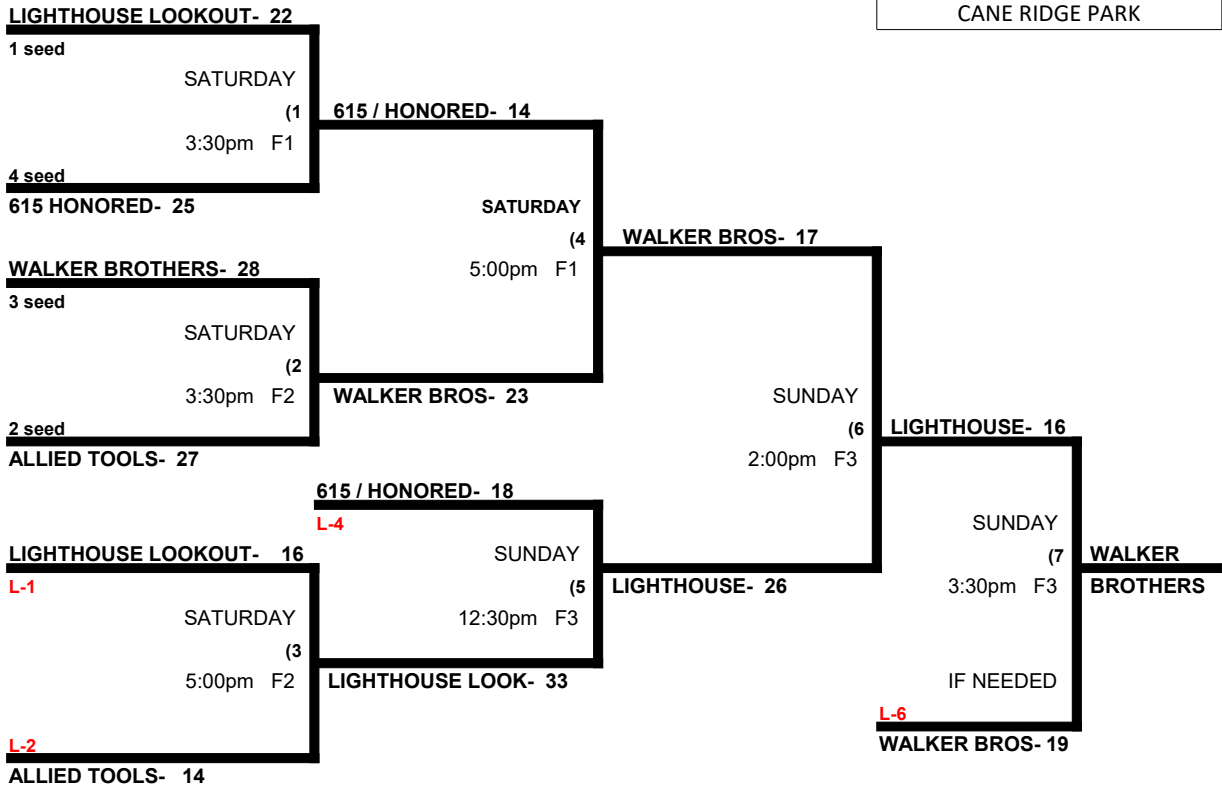 LIGHTHOUSE LOOKOUT- 22
CANE RIDGE PARK
1 seed
SATURDAY
(1
3:30pm F1
4 seed
615 HONORED- 25
615 / HONORED- 14
SATURDAY
(4
5:00pm F1
WALKER BROTHERS- 28
3 seed
SATURDAY
(2
3:30pm F2
2 seed
ALLIED TOOLS- 27
WALKER BROS- 23
WALKER BROS- 17
SUNDAY
(6
2:00pm F3
615 / HONORED- 18
L-4
SUNDAY
(5
12:30pm F3
LIGHTHOUSE LOOKOUT- 16
L-1
SATURDAY
(3
5:00pm F2
L-2
ALLIED TOOLS- 14
LIGHTHOUSE LOOK- 33
LIGHTHOUSE- 26
LIGHTHOUSE- 16
SUNDAY
(7
3:30pm F3
IF NEEDED
L-6
WALKER BROS- 19
WALKER
BROTHERS